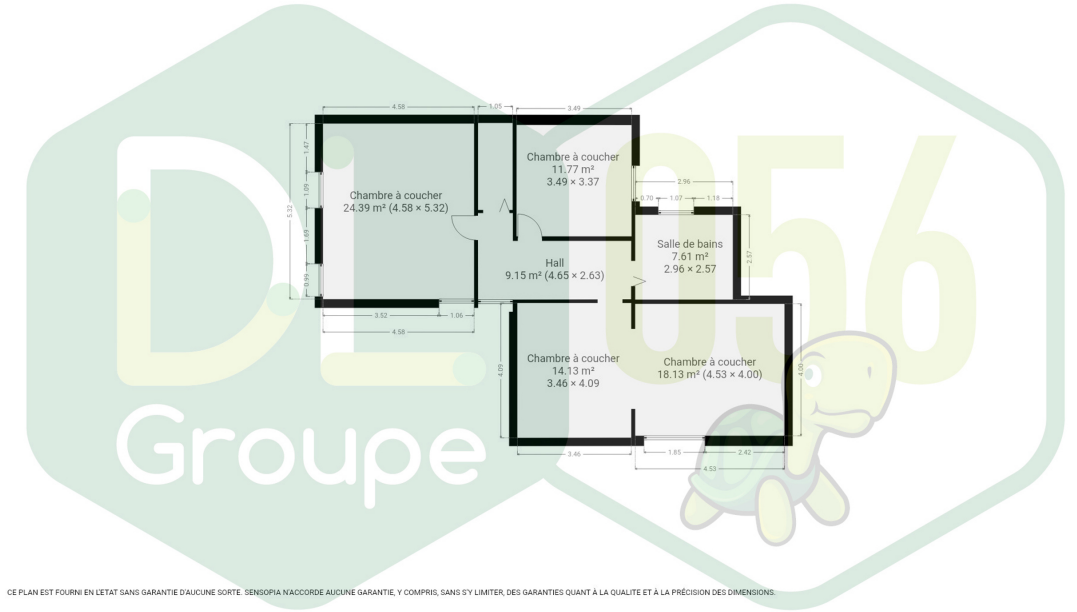 4.58
1.05
3.49
1.47
1.09
5.32
1.69
0.99
Chambre à coucher
24.39 m² (4.58 × 5.32)
Chambre à coucher
11.77 m²
3.49 × 3.37
2.96
0.70
1.07
1.18
Salle de bains
7.61 m²
2.96 × 2.57
2.57
Hall
9.15 m² (4.65 × 2.63)
3.52
1.06
4.58
4.09
Chambre à coucher
14.13 m²
3.46 × 4.09
Chambre à coucher
18.13 m² (4.53 × 4.00)
4.00
3.46
1.85
2.42
4.53
DL
Groupe
056
CE PLAN EST FOURNI EN L'ETAT SANS GARANTIE D'AUCUNE SORTE. SENSOPIA N'ACCORDE AUCUNE GARANTIE, Y COMPRIS, SANS S'Y LIMITER, DES GARANTIES QUANT À LA QUALITE ET À LA PRÉCISION DES DIMENSIONS.